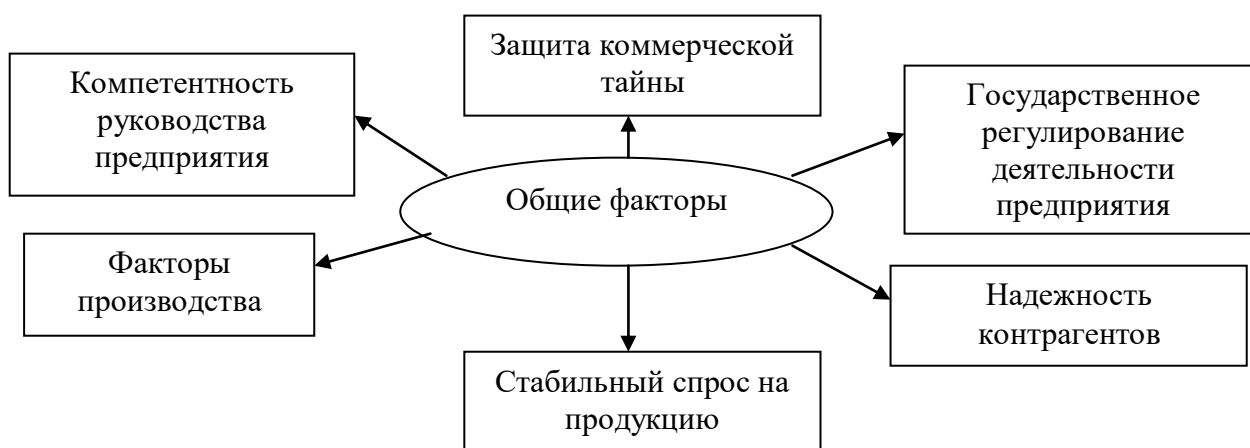 Защита коммерческой
тайны
Компетентность
руководства
предприятия
Государственное
регулирование
деятельности
предприятия
Общие факторы
Факторы
производства
Надежность
контрагентов
Стабильный спрос на
продукцию